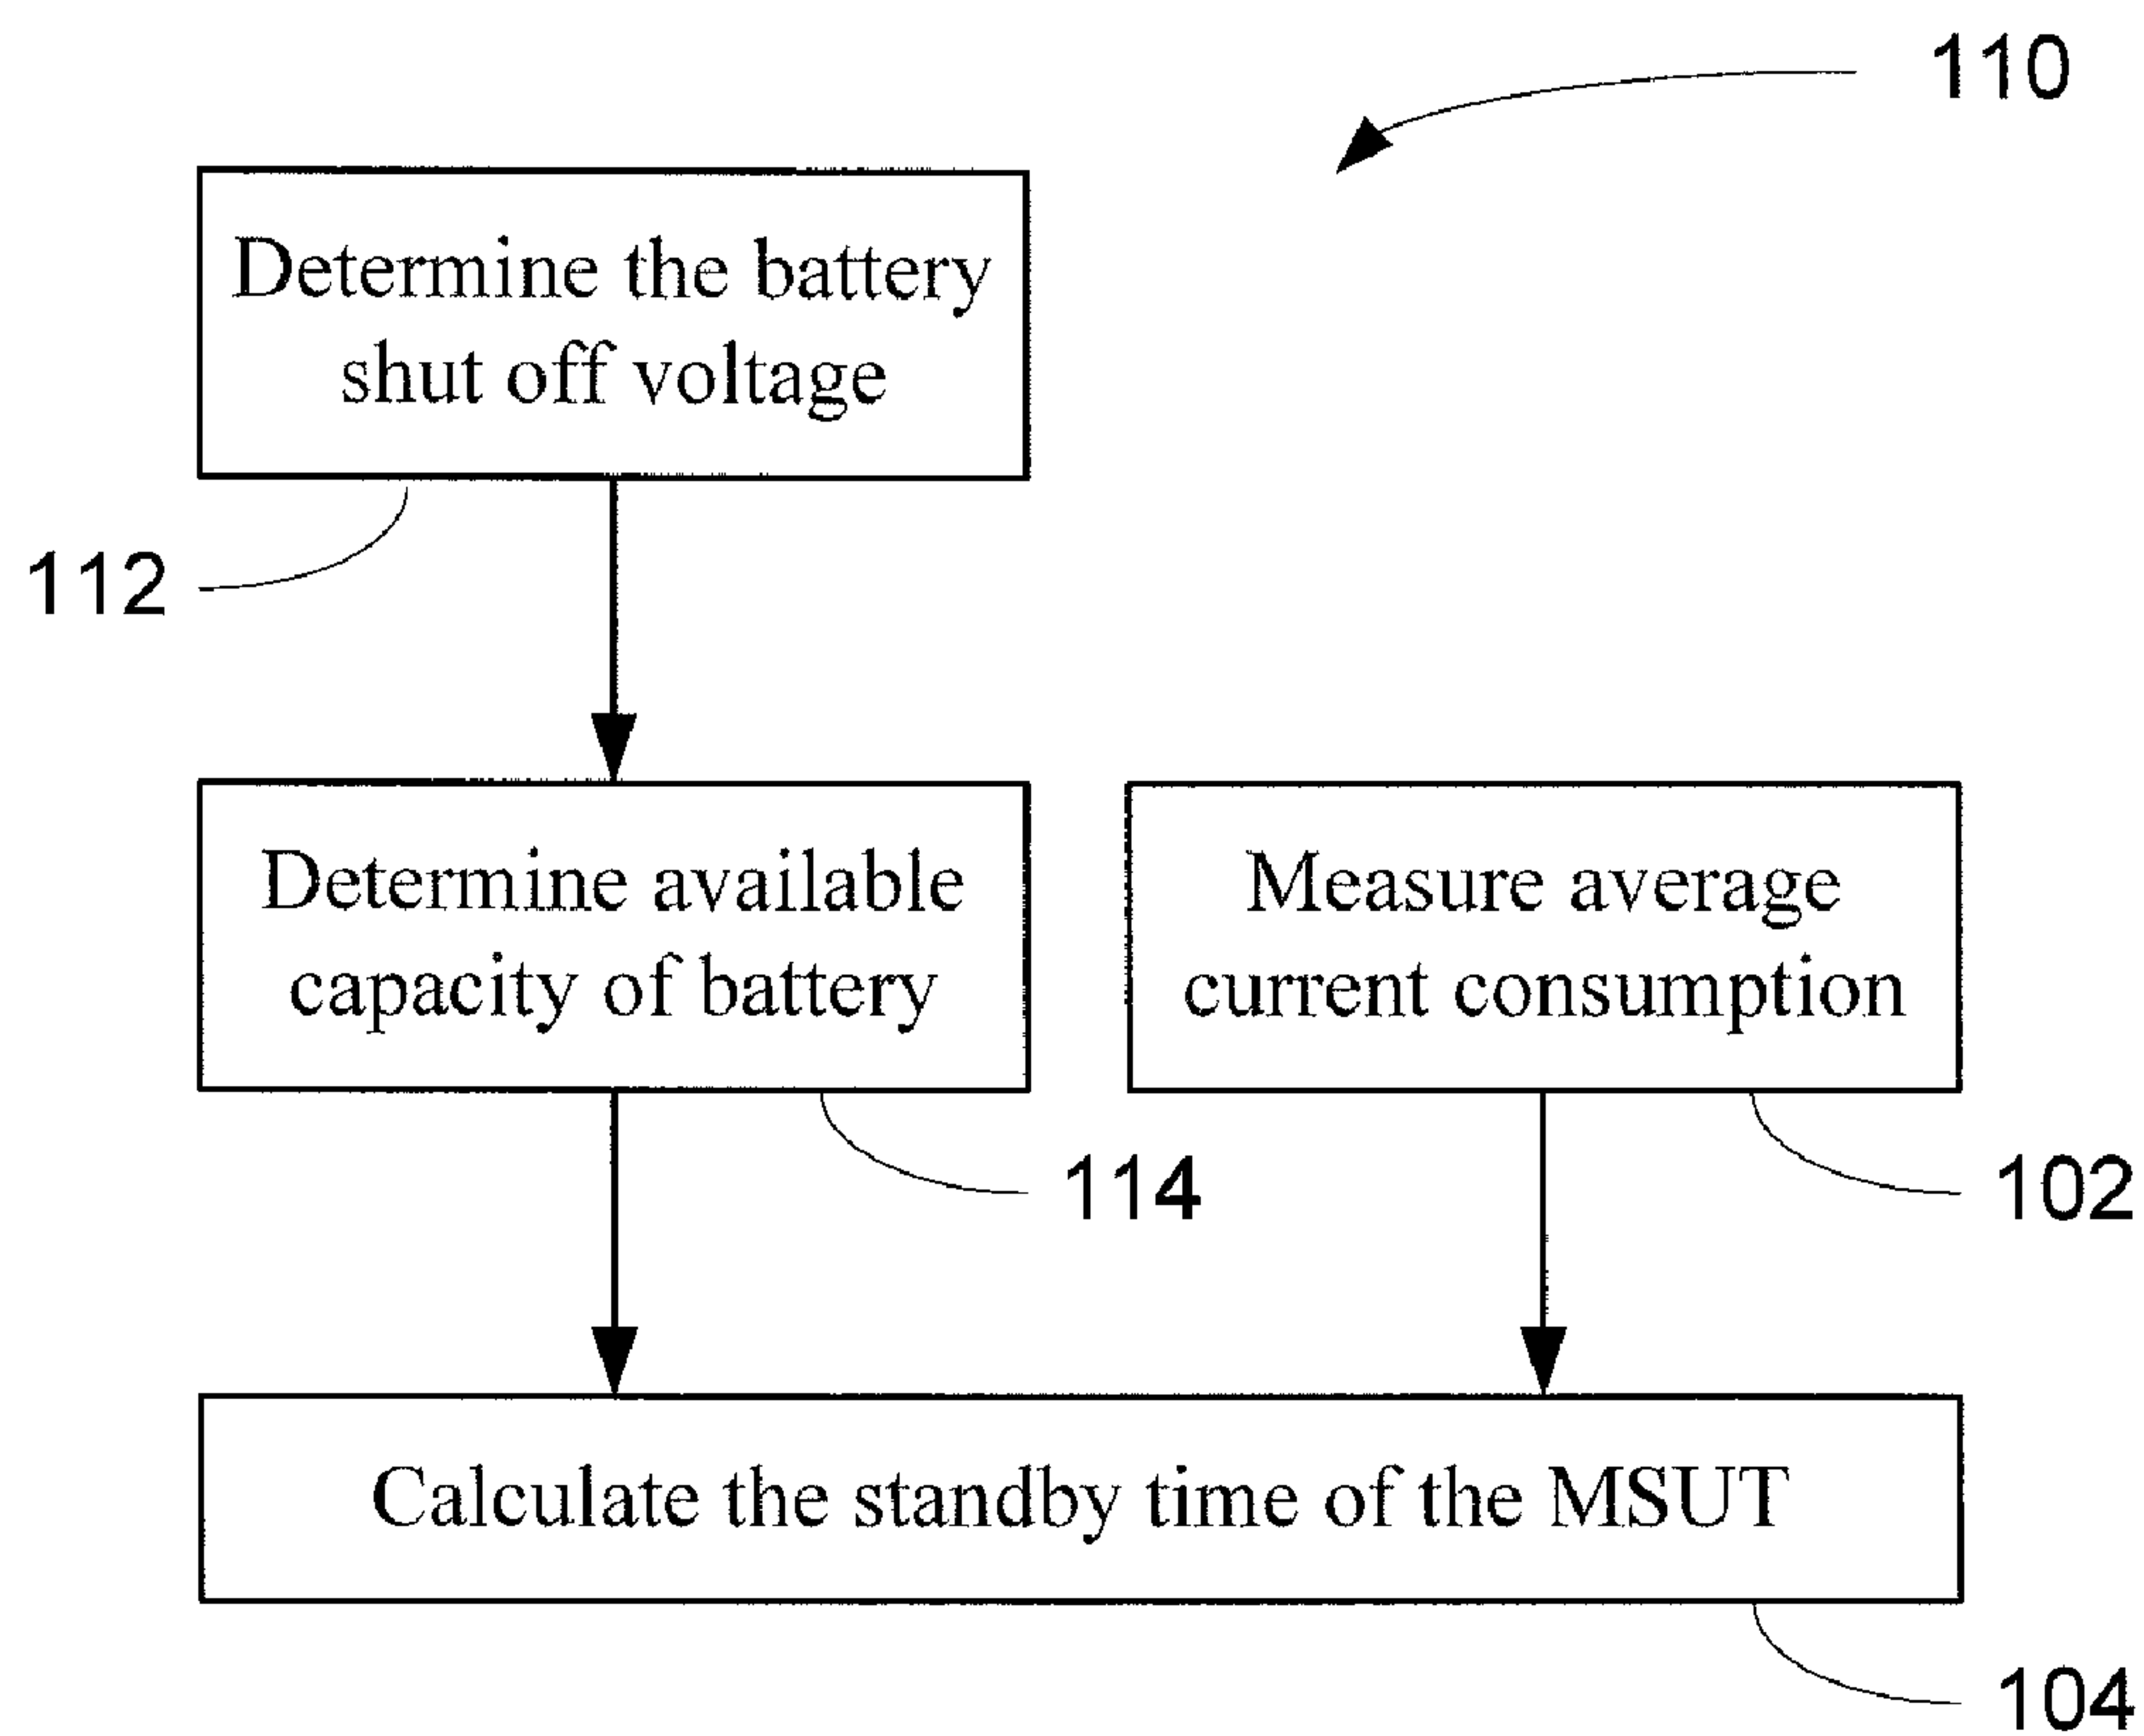 110
Determine the battery
shut off voltage
112
Determine available
capacity of battery
Measure average
current consumption
114
102
Calculate the standby time of the MSUT
104